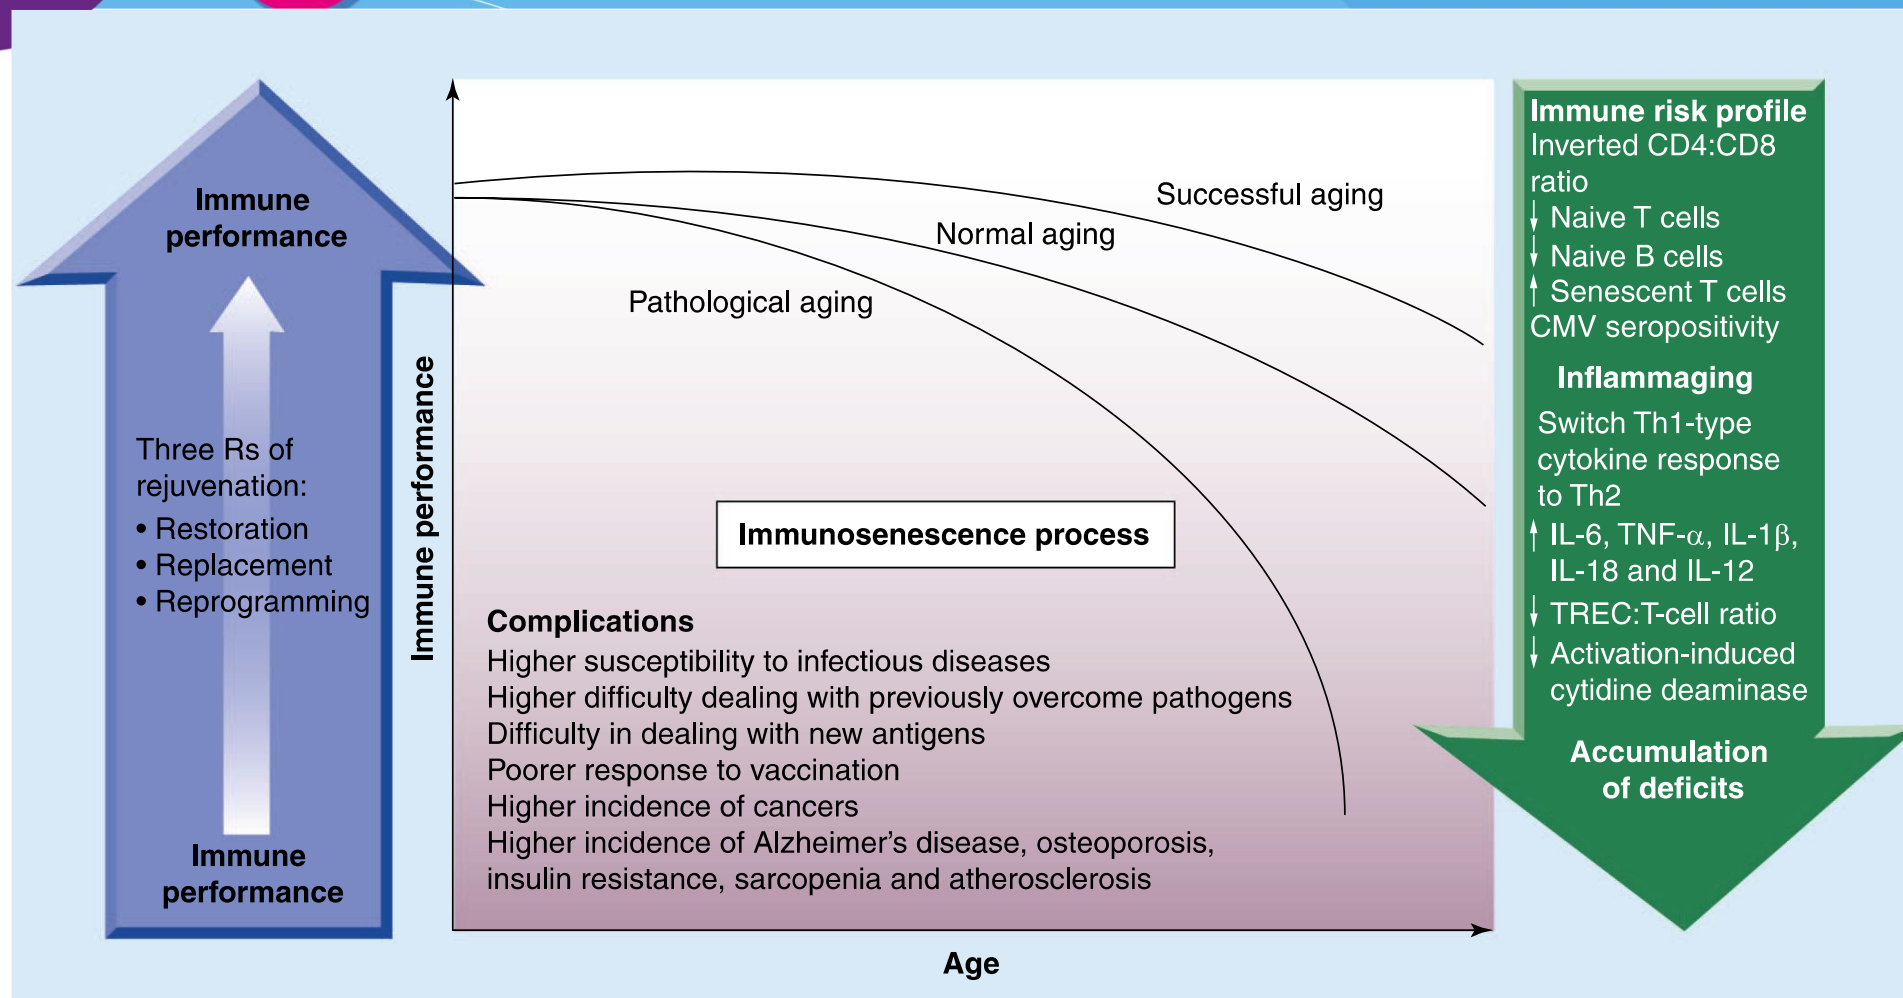 Immune
performance
Three Rs of
rejuvenation:
• Restoration
• Replacement
• Reprogramming
Immune
performance
Immune performance
Successful aging
Normal aging
Pathological aging
Immunosenescence process
Complications
Higher susceptibility to infectious diseases
Higher difficulty dealing with previously overcome pathogens
Difficulty in dealing with new antigens
Poorer response to vaccination
Higher incidence of cancers
Higher incidence of Alzheimer's disease, osteoporosis,
insulin resistance, sarcopenia and atherosclerosis
Age
Immune risk profile
Inverted CD4:CD8
ratio
↓ Naive T cells
↓ Naive B cells
↑ Senescent T cells
CMV seropositivity
Inflammaging
Switch Th1-type
cytokine response
to Th2
↑ IL-6, TNF-α, IL-1β,
IL-18 and IL-12
↓ TREC:T-cell ratio
↓ Activation-induced
cytidine deaminase
Accumulation
of deficits